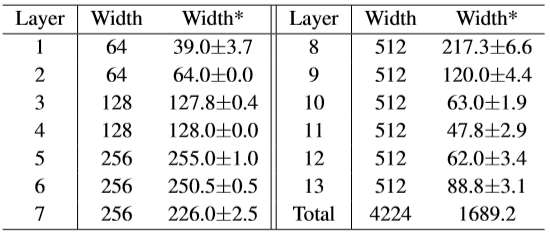 Layer Width Width* Layer Width Width*
1 64 39.0±3.7 8 512 217.3±6.6
2 64 64.0±0.0 9 512 120.0±4.4
3 128 127.8±0.4 10 512 63.0±1.9
4 128 128.0±0.0 11 512 47.8±2.9
5 256 255.0±1.0 12 512 62.0±3.4
6 256 250.5±0.5 13 512 88.8±3.1
7 256 226.0±2.5 Total 4224 1689.2